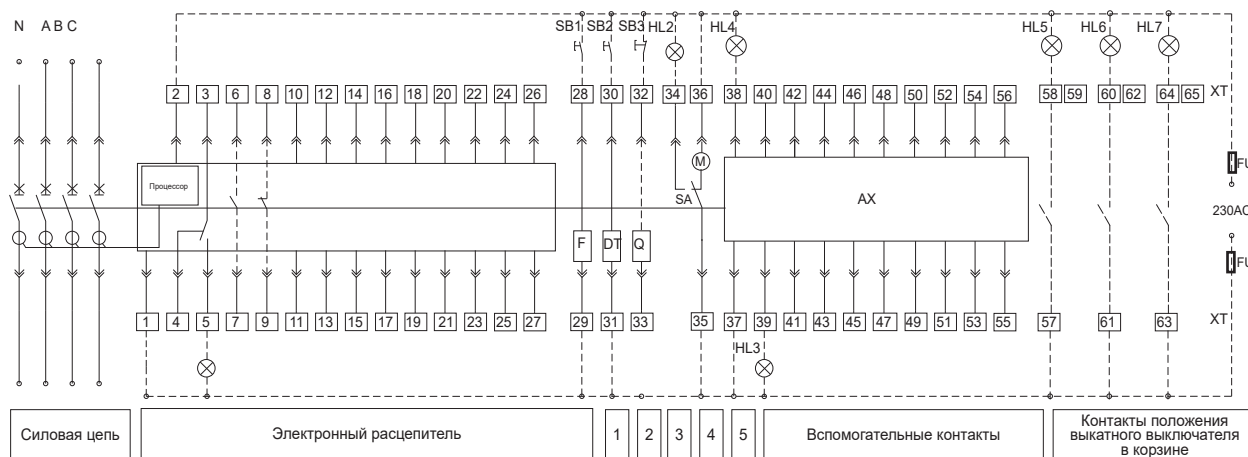 N A B C SB1 SB2 SB3 HL2 HL4 HL5 HL6 HL7
2 3 6 8 10 12 14 16 18 20 22 24 26 28 30 32 34 36 38 40 42 44 46 48 50 52 54 56 58 59 60 62 64 65 XT
Процессор M FU
SA AX 230AC
F DT Q FU
1 4 5 7 9 11 13 15 17 19 21 23 25 27 29 31 33 35 37 39 41 43 45 47 49 51 53 55 57 61 63 XT
HL3
Силовая цепь Электронный расцепитель 1 2 3 4 5 Вспомогательные контакты Контакты положения
выкатного выключателя
в корзине